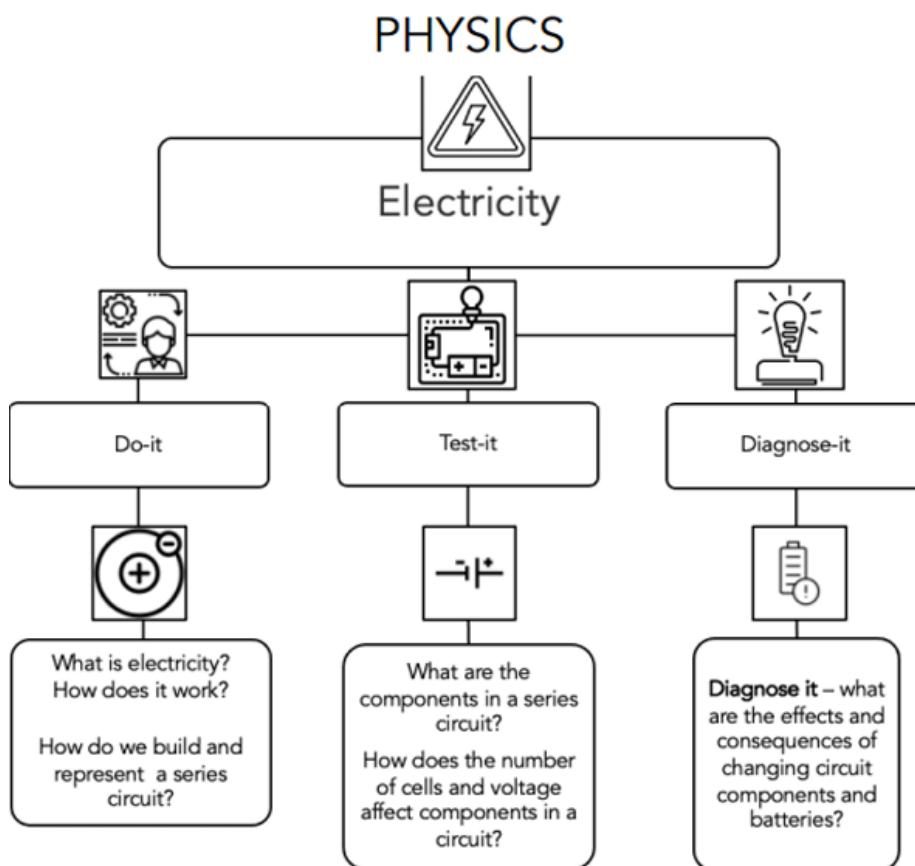 PHYSICS
Electricity
Do-it
Test-it
Diagnose-it
What is electricity?
How does it work?
How do we build and
represent a series
circuit?
What are the
components in a series
circuit?
How does the number
of cells and voltage
affect components in a
circuit?
Diagnose it – what
are the effects and
consequences of
changing circuit
components and
batteries?